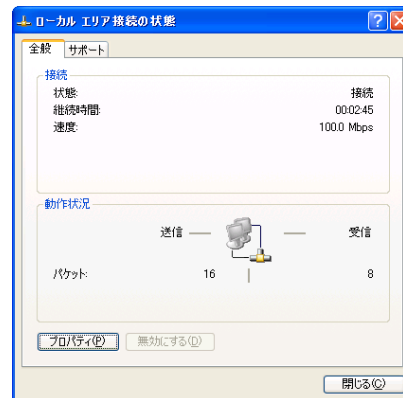 ローカル エリア接続の状態
全般
サポート
接続
状態: 接続
継続時間: 00:02:45
速度: 100.0 Mbps
動作状況
送信 受信
パケット: 16 8
プロパティ(P) 無効にする(D)
閉じる(C)